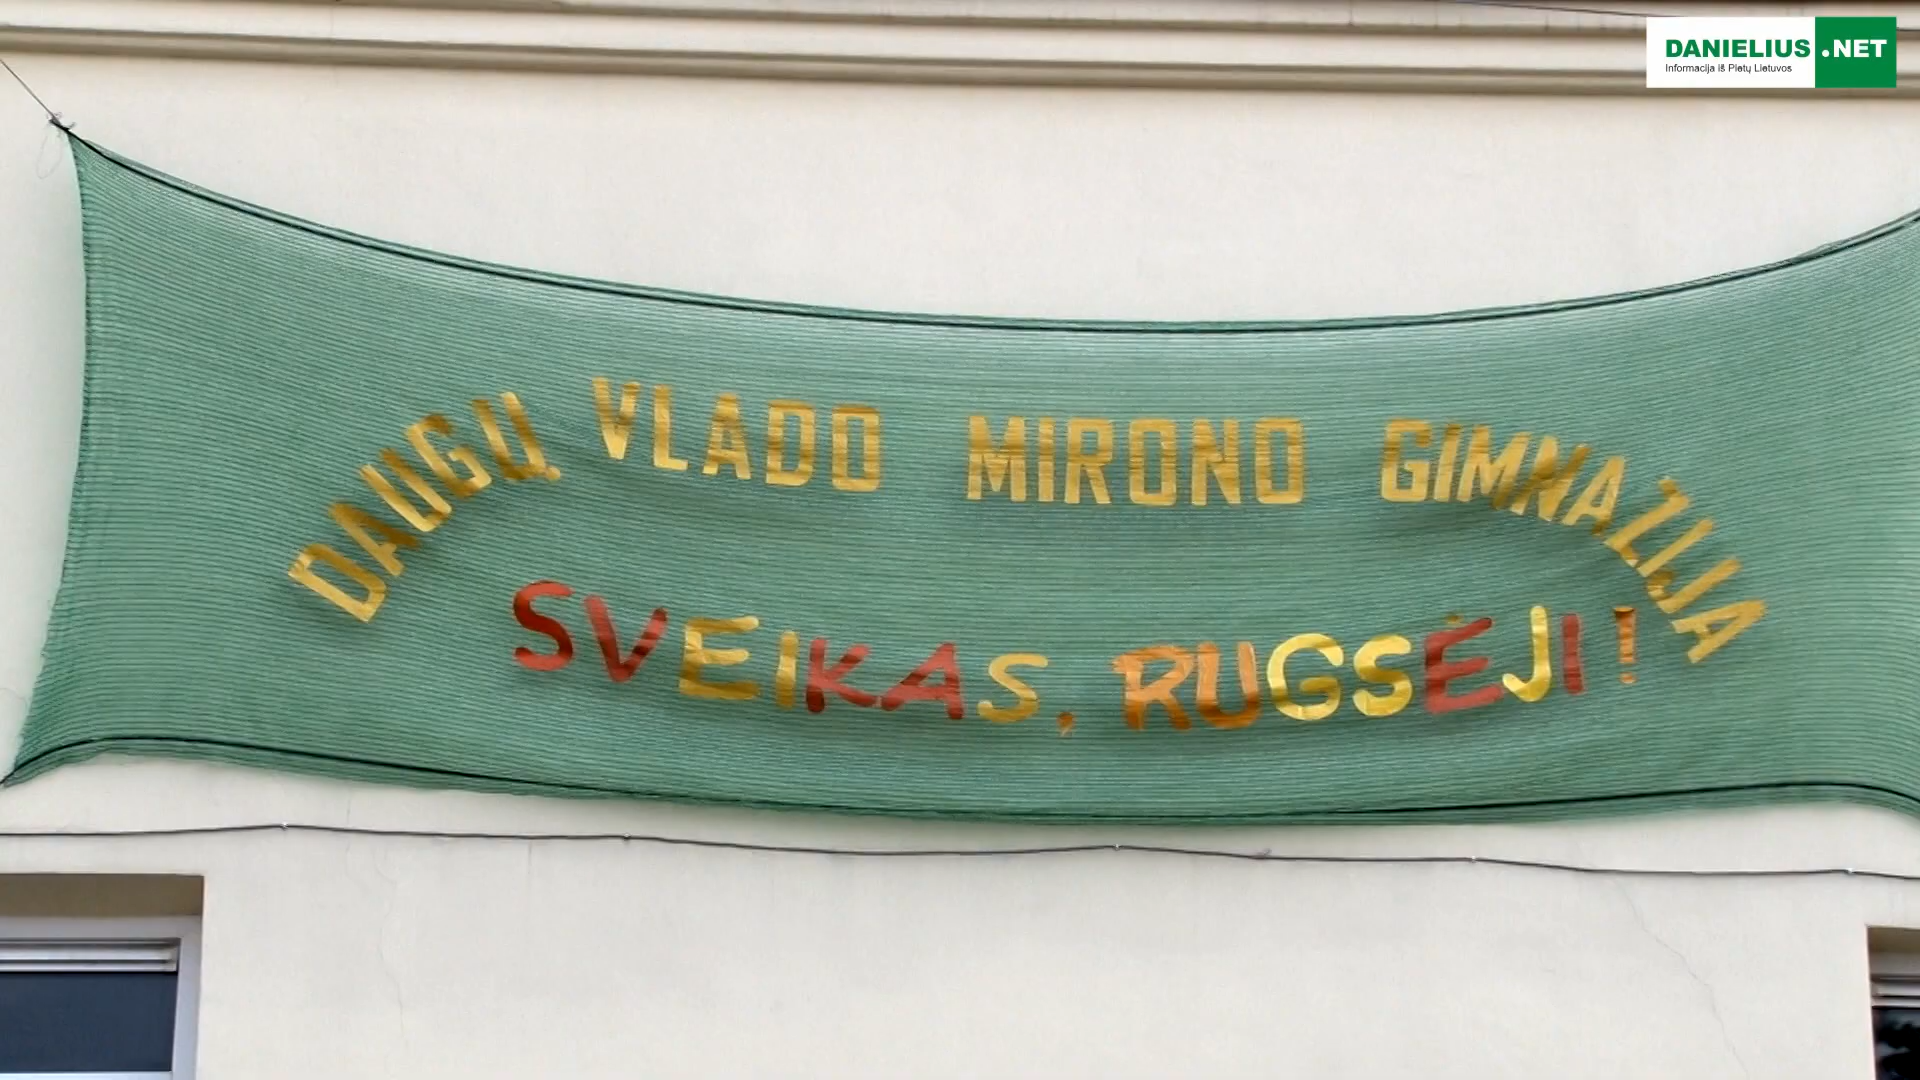 DANIELIUS.NET
Informacija iš Pietų Lietuvos
DAUGŲ VLADO MIRONO GIMNAZIJA
SVEIKAS, RUGSĖJI!